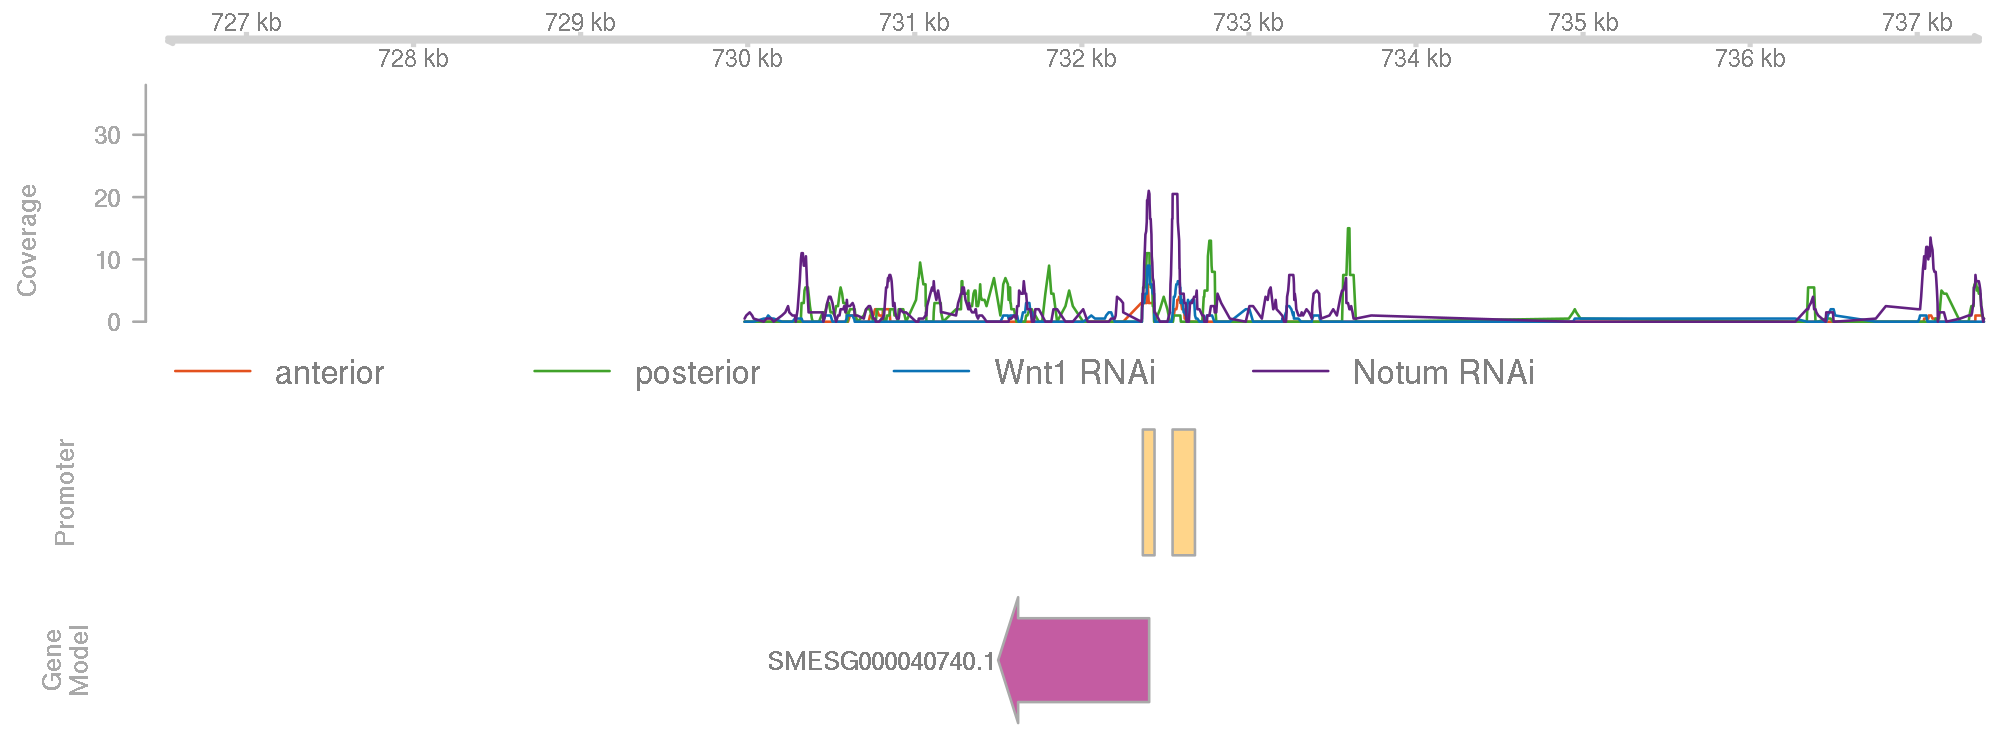 727 kb 729 kb 731 kb 733 kb 735 kb 737 kb
728 kb 730 kb 732 kb 734 kb 736 kb
Coverage
30
20
10
0
anterior posterior Wnt1 RNAi Notum RNAi
Promoter
Gene
Model
SMESG000040740.1